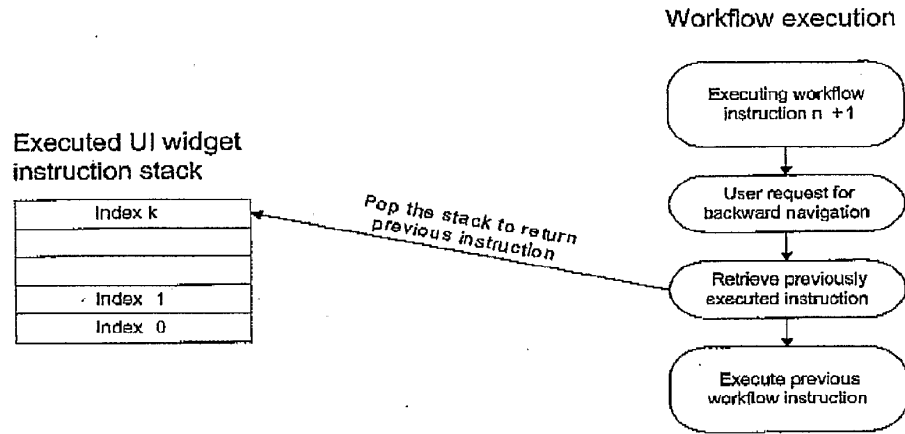 Workflow execution
Executing workflow
instruction n +1
Executed UI widget
instruction stack
User request for
backward navigation
Index k
Pop the stack to return
previous instruction
Retrieve previously
executed instruction
Index 1
Index 0
Execute previous
workflow instruction